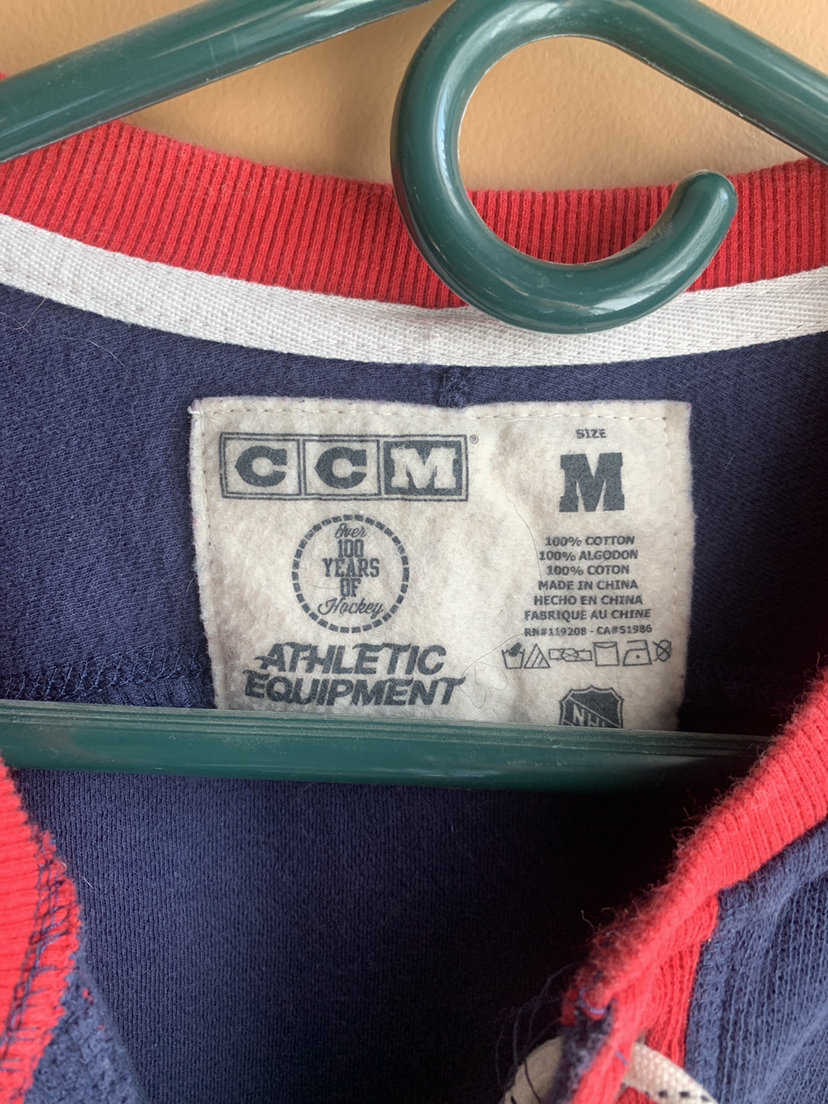 CCM®
Over
100
YEARS
OF
Hockey
ATHLETIC
EQUIPMENT
SIZE
M
100% COTTON
100% ALGODON
100% COTON
MADE IN CHINA
HECHO EN CHINA
FABRIQUE AU CHINE
RN#119208 - CA#51986
NHL